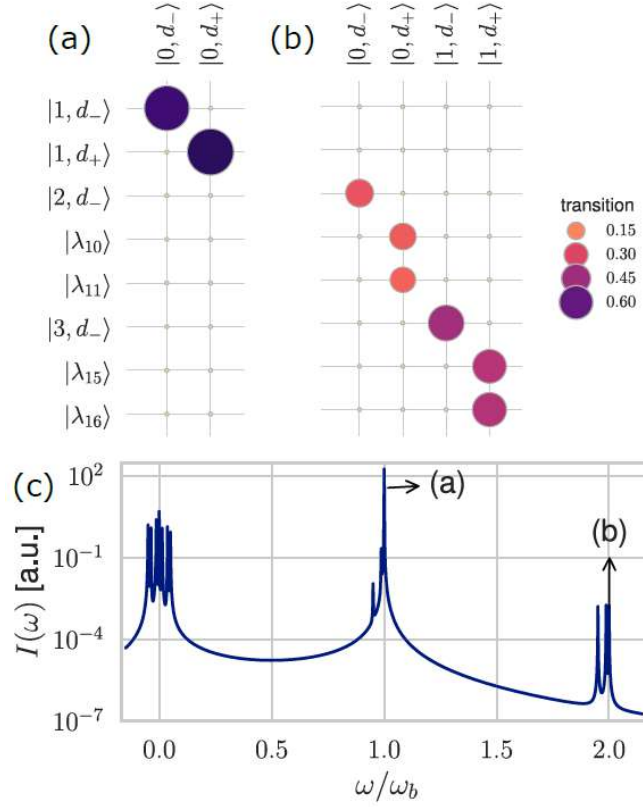 (a)
|0, d₋⟩
|0, d₊⟩
(b)
|0, d₋⟩
|0, d₊⟩
|1, d₋⟩
|1, d₊⟩
|1, d₋⟩
|1, d₊⟩
|2, d₋⟩
|λ₁₀⟩
|λ₁₁⟩
|3, d₋⟩
|λ₁₅⟩
|λ₁₆⟩
transition
0.15
0.30
0.45
0.60
(c)
I(ω) [a.u.]
10²
10⁻¹
10⁻⁴
10⁻⁷
(a)
(b)
0.0 0.5 1.0 1.5 2.0
ω/ω_b